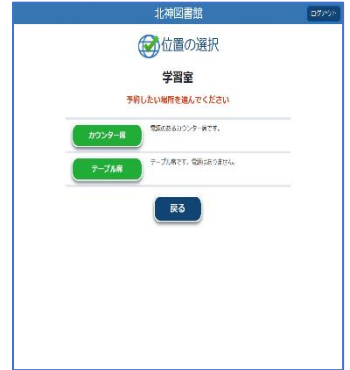 北神図書館
ログアウト
位置の選択
学習室
予約したい場所を選んでください
カウンター席
電源のあるカウンター席です。
テーブル席
テーブル席です。電源はありません。
戻る